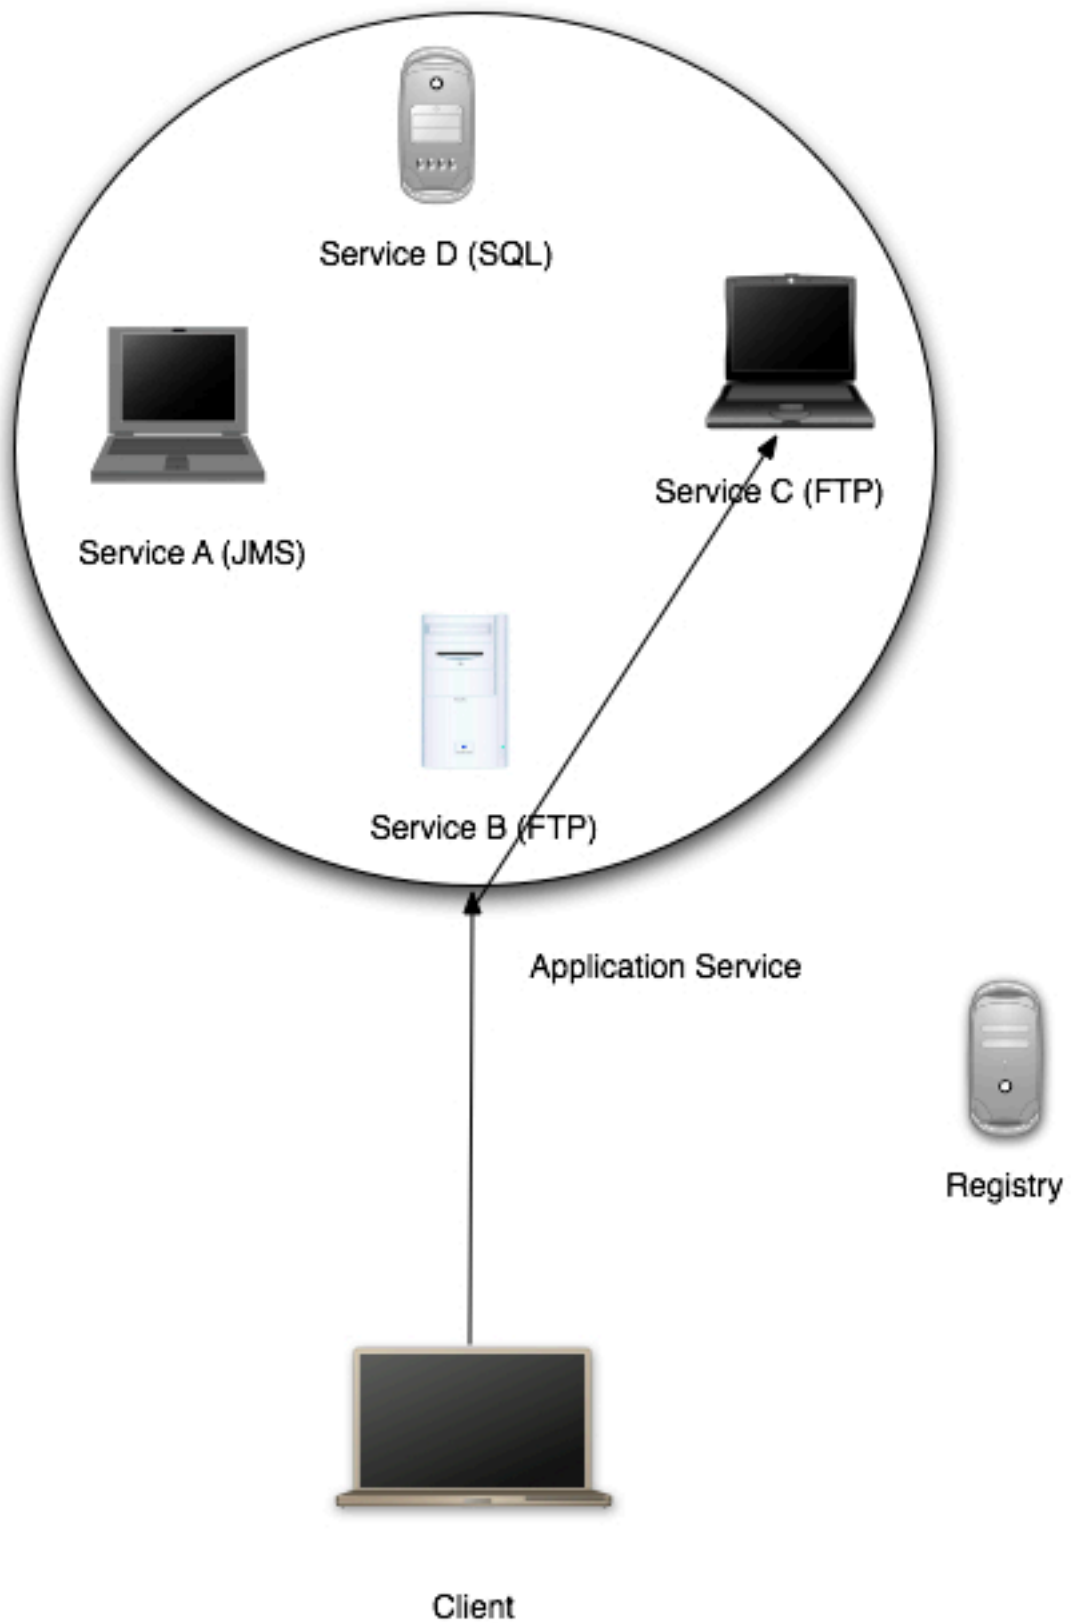 Service D (SQL)
Service C (FTP)
Service A (JMS)
Service B (FTP)
Application Service
Registry
Client